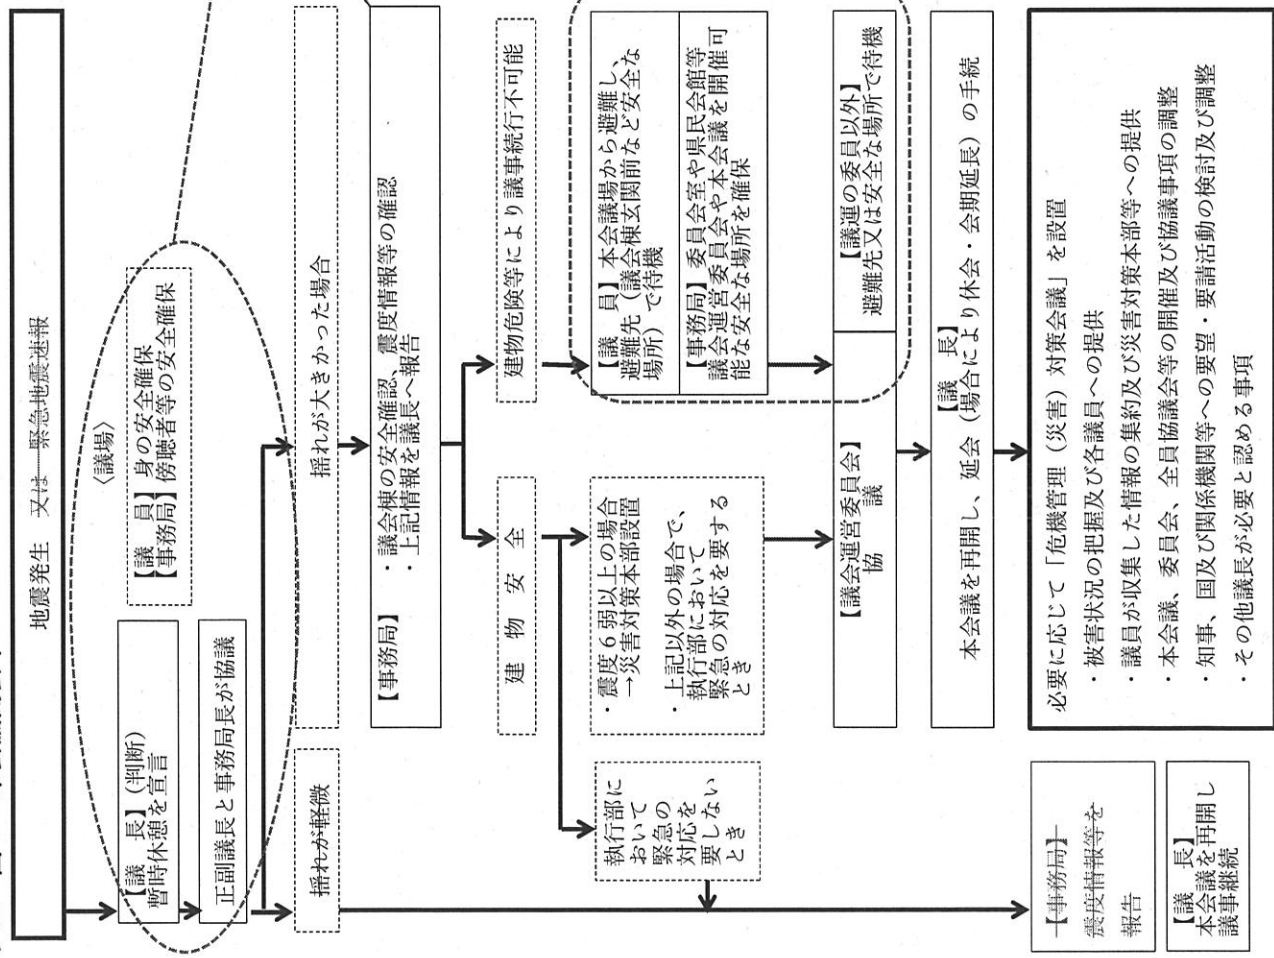 地震発生　又は　緊急地震速報
〈議場〉
【議　長】(判断)
暫時休憩を宣言
【議　員】身の安全確保
【事務局】傍聴者等の安全確保
正副議長と事務局長が協議
揺れが軽微
揺れが大きかった場合
【事務局】
・議会棟の安全確認、震度情報等の確認
・上記情報を議長へ報告
建　物　安　全
建物危険等により議事続行不可能
執行部に
おいて
緊急の
対応を
要しない
とき
・震度６弱以上の場合
→災害対策本部設置
・上記以外の場合で、
執行部において
緊急の対応を要する
とき
【議　員】本会議場から避難し、
避難先（議会棟玄関前など安全な
場所）で待機
【事務局】委員会室や県民会館等
議会運営委員会や本会議を開催可
能な安全な場所を確保
【議会運営委員会】
協　　　議
【議運の委員以外】
避難先又は安全な場所で待機
【議　長】
本会議を再開し、延会（場合により休会・会期延長）の手続
【事務局】
震度情報等を
報告
【議　長】
本会議を再開し
議事継続
必要に応じて「危機管理（災害）対策会議」を設置
・被害状況の把握及び各議員への提供
・議員が収集した情報の集約及び災害対策本部等への提供
・本会議、委員会、全員協議会等の開催及び協議事項の調整
・知事、国及び関係機関等への要望・要請活動の検討及び調整
・その他議長が必要と認める事項